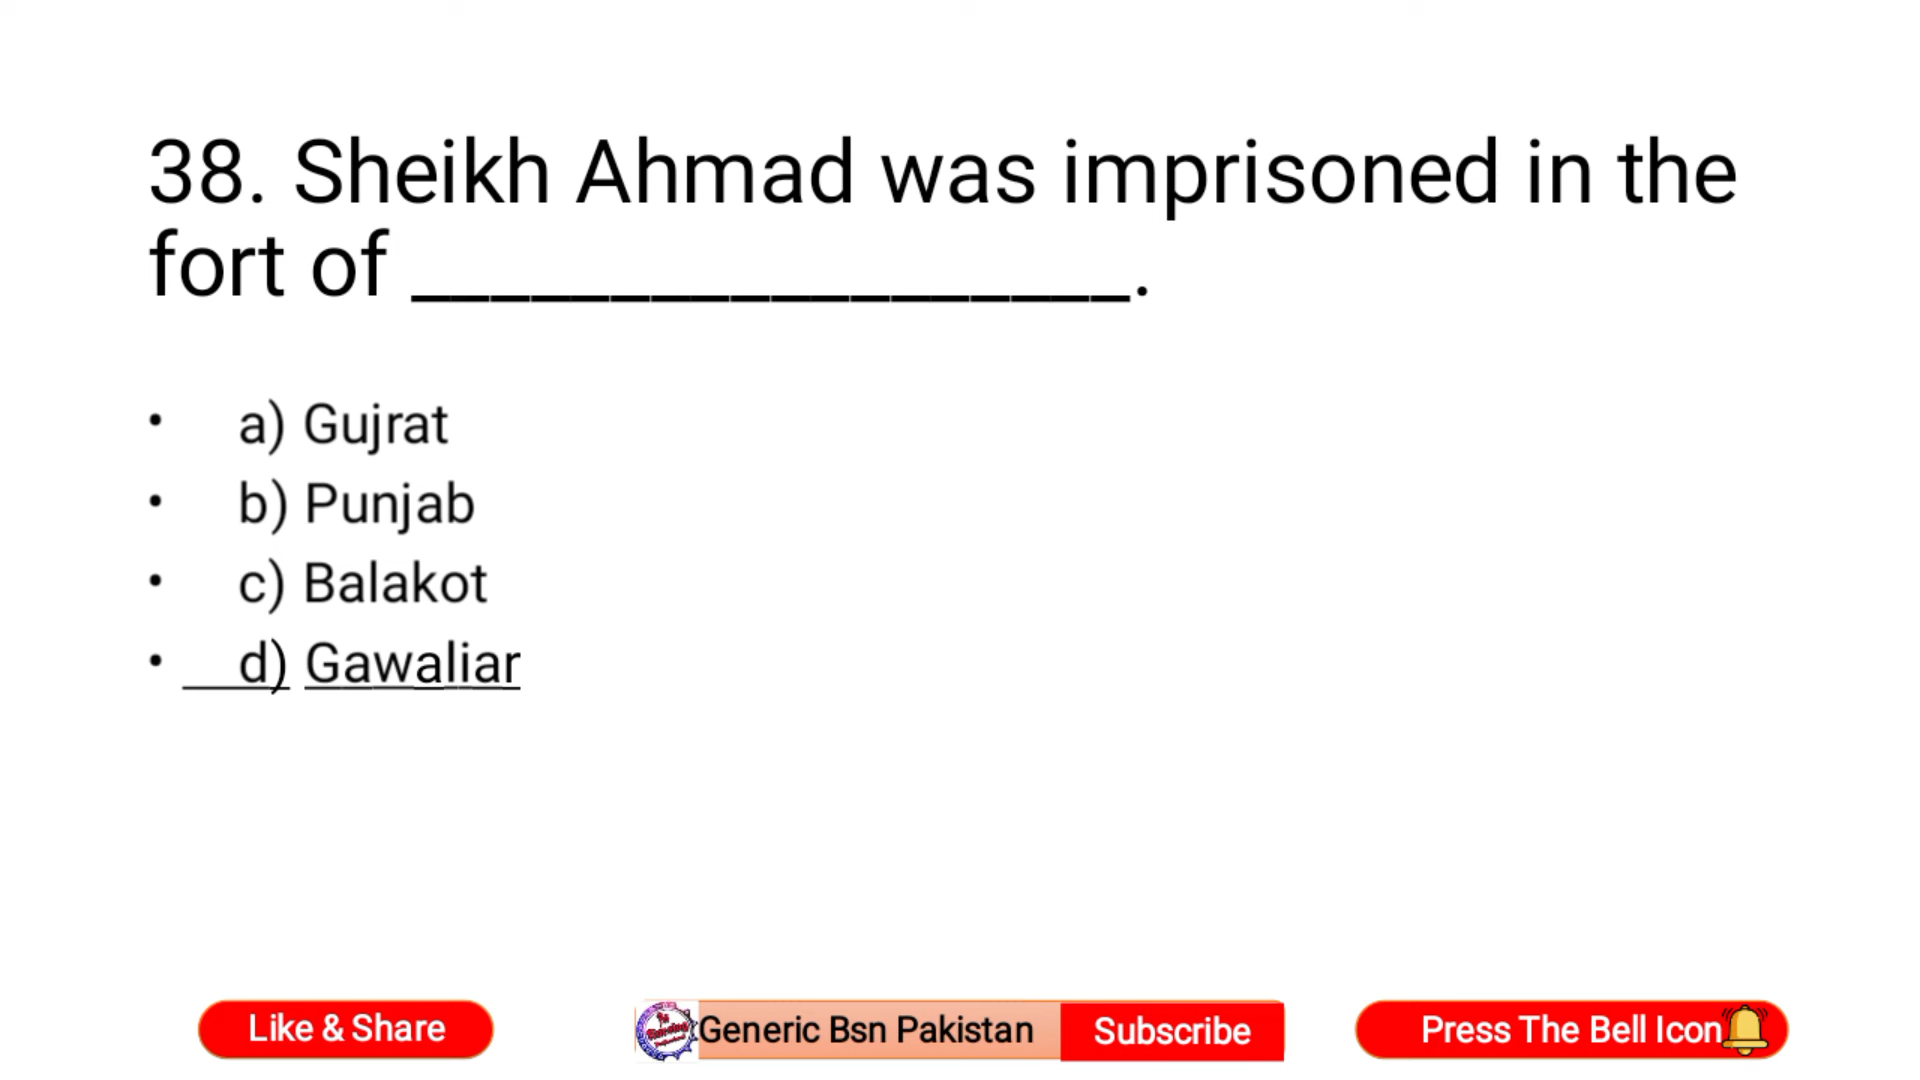 38. Sheikh Ahmad was imprisoned in the
fort of __________________.
• a) Gujrat
• b) Punjab
• c) Balakot
• d) Gawaliar
Like & Share
Generic Bsn Pakistan
Subscribe
Press The Bell Icon